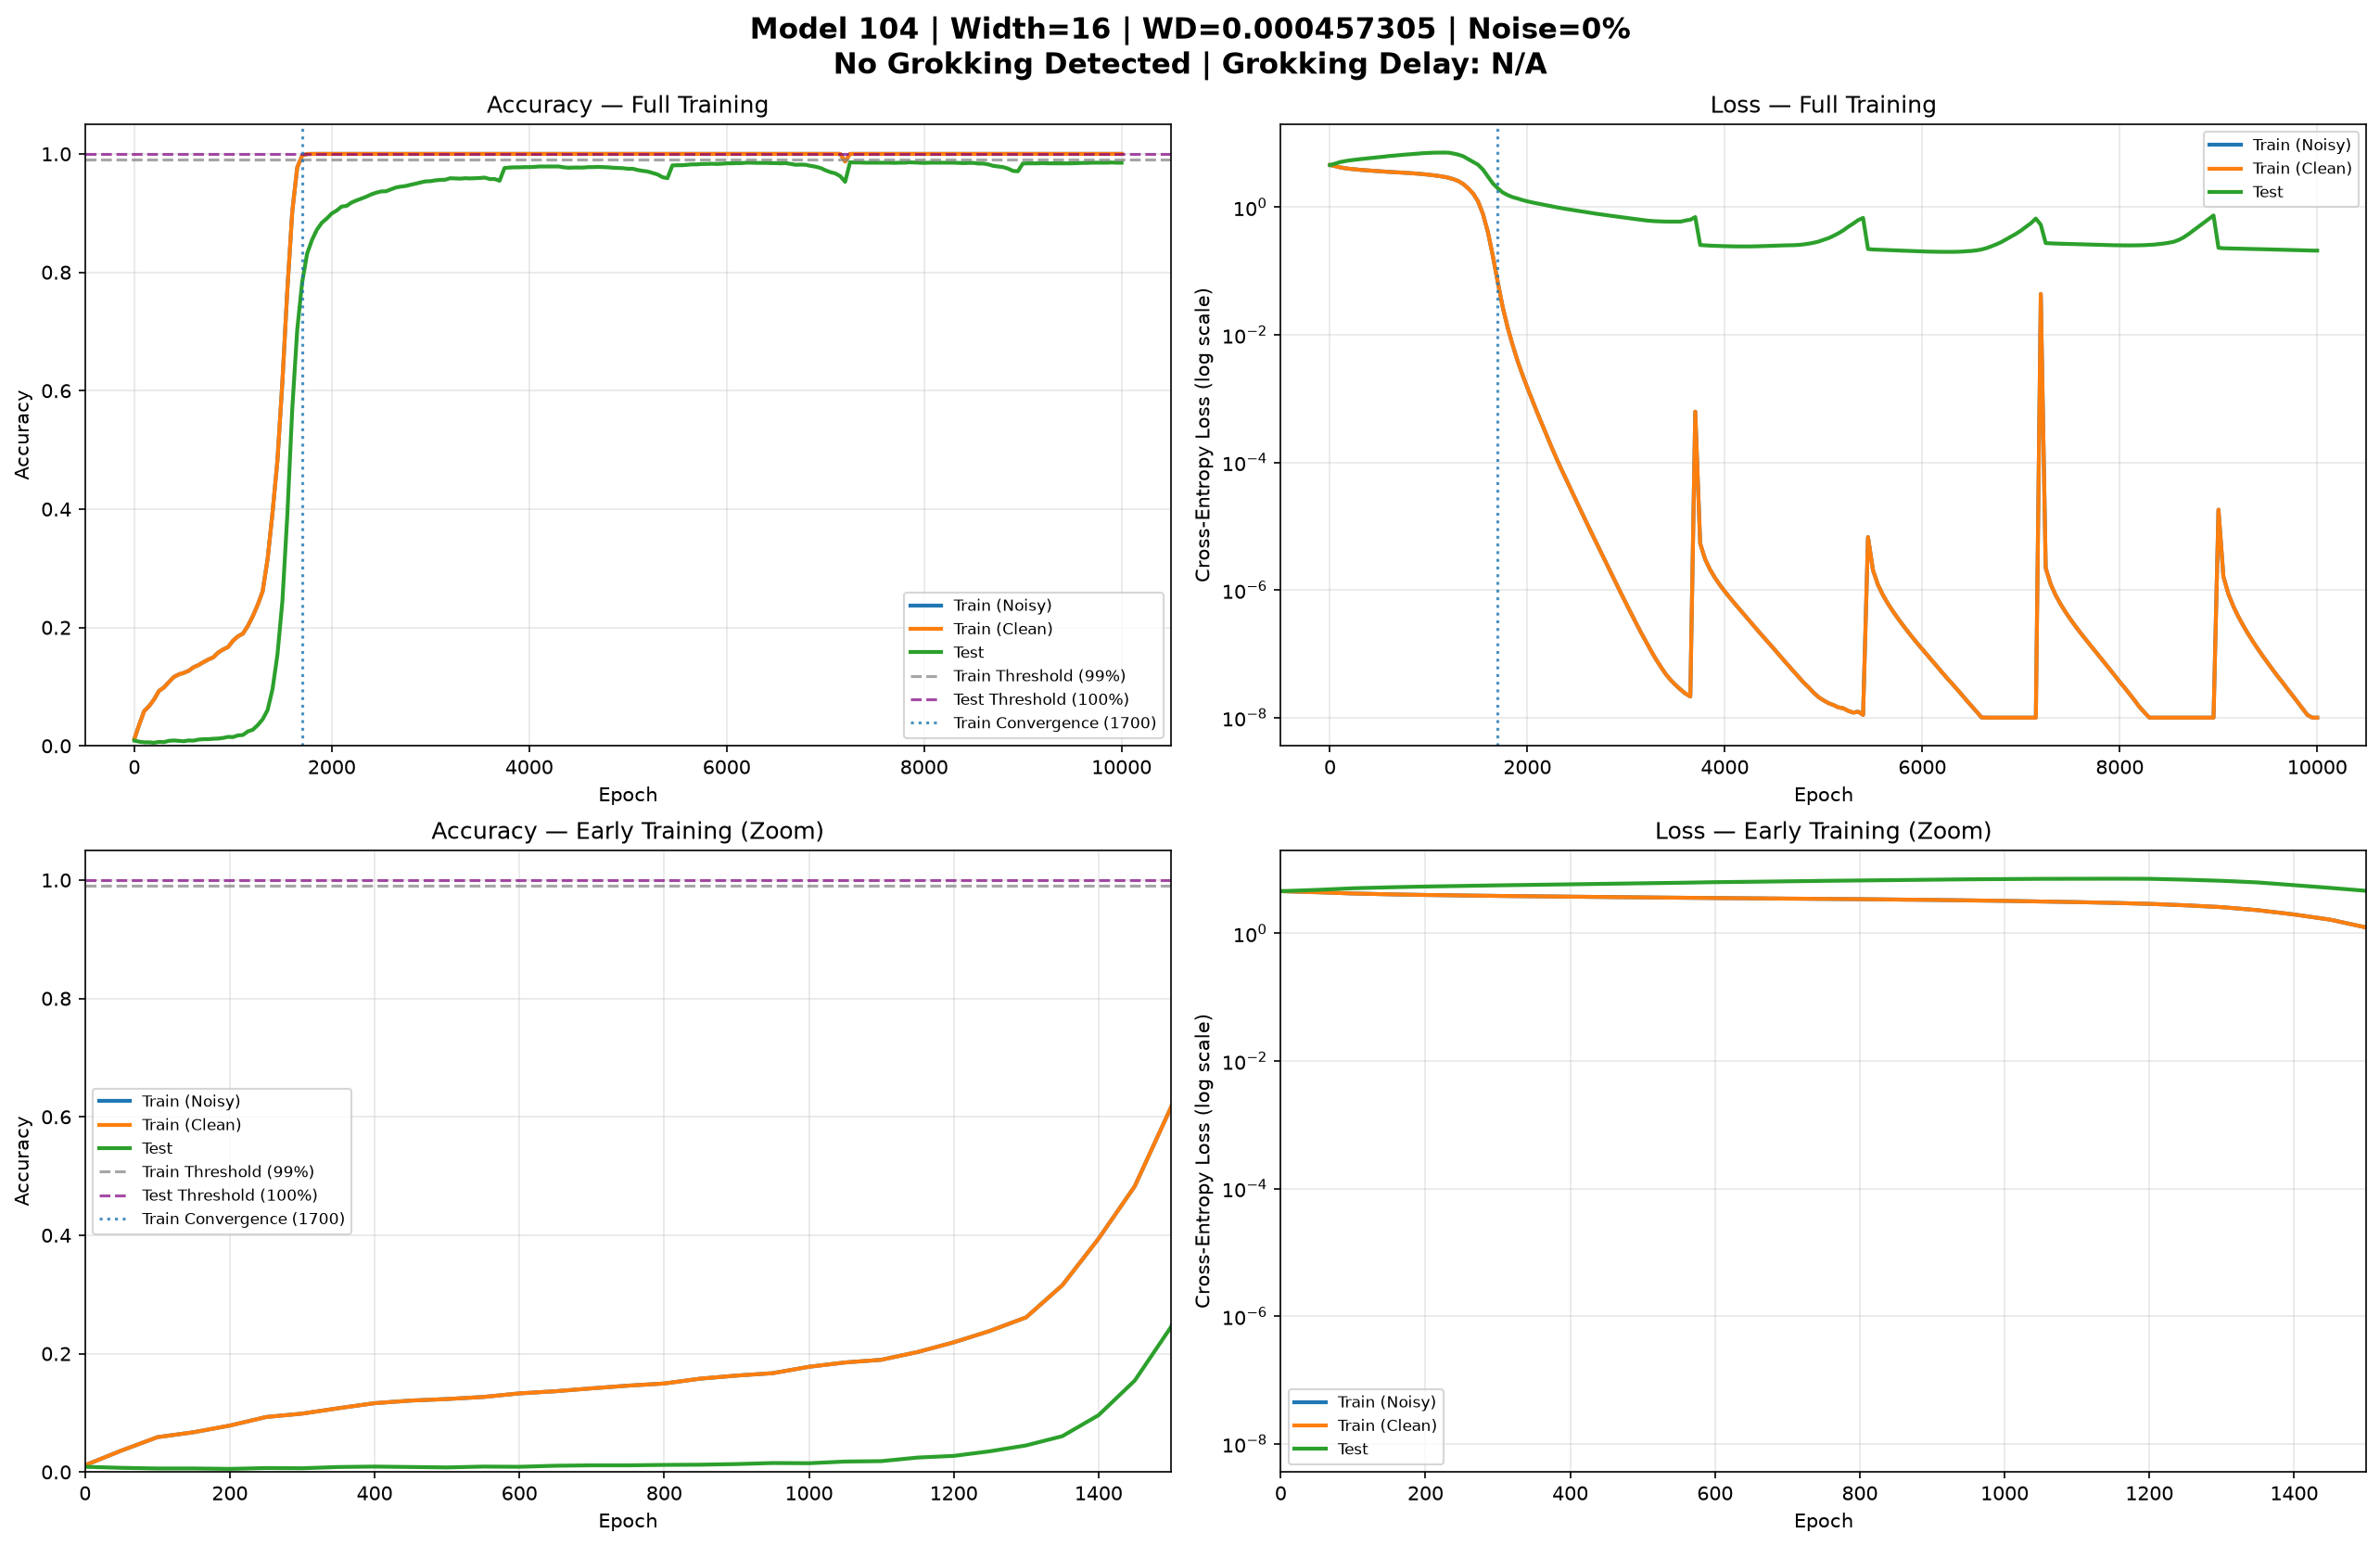 Model 104 | Width=16 | WD=0.000457305 | Noise=0%
No Grokking Detected | Grokking Delay: N/A
Accuracy — Full Training
Accuracy
1.0
0.8
0.6
0.4
0.2
0.0
0 2000 4000 6000 8000 10000
Epoch
Train (Noisy)
Train (Clean)
Test
Train Threshold (99%)
Test Threshold (100%)
Train Convergence (1700)
Loss — Full Training
Cross-Entropy Loss (log scale)
10⁰
10⁻²
10⁻⁴
10⁻⁶
10⁻⁸
0 2000 4000 6000 8000 10000
Epoch
Train (Noisy)
Train (Clean)
Test
Accuracy — Early Training (Zoom)
Accuracy
1.0
0.8
0.6
0.4
0.2
0.0
0 200 400 600 800 1000 1200 1400
Epoch
Train (Noisy)
Train (Clean)
Test
Train Threshold (99%)
Test Threshold (100%)
Train Convergence (1700)
Loss — Early Training (Zoom)
Cross-Entropy Loss (log scale)
10⁰
10⁻²
10⁻⁴
10⁻⁶
10⁻⁸
0 200 400 600 800 1000 1200 1400
Epoch
Train (Noisy)
Train (Clean)
Test